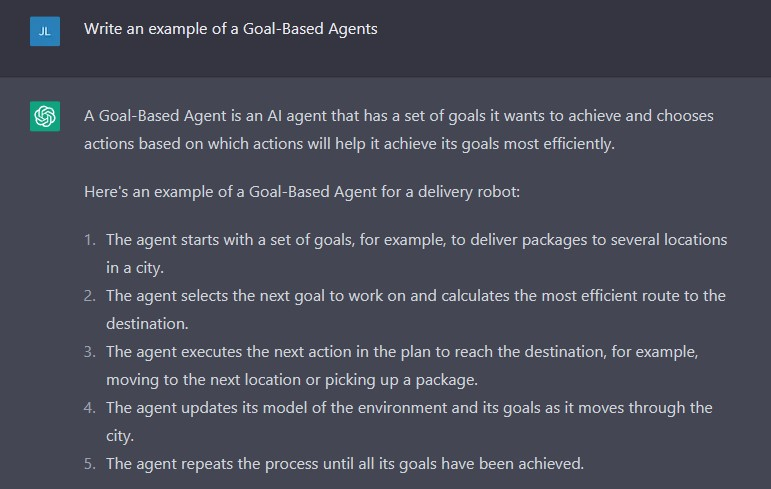 JL
Write an example of a Goal-Based Agents
A Goal-Based Agent is an AI agent that has a set of goals it wants to achieve and chooses
actions based on which actions will help it achieve its goals most efficiently.
Here's an example of a Goal-Based Agent for a delivery robot:
1. The agent starts with a set of goals, for example, to deliver packages to several locations
in a city.
2. The agent selects the next goal to work on and calculates the most efficient route to the
destination.
3. The agent executes the next action in the plan to reach the destination, for example,
moving to the next location or picking up a package.
4. The agent updates its model of the environment and its goals as it moves through the
city.
5. The agent repeats the process until all its goals have been achieved.